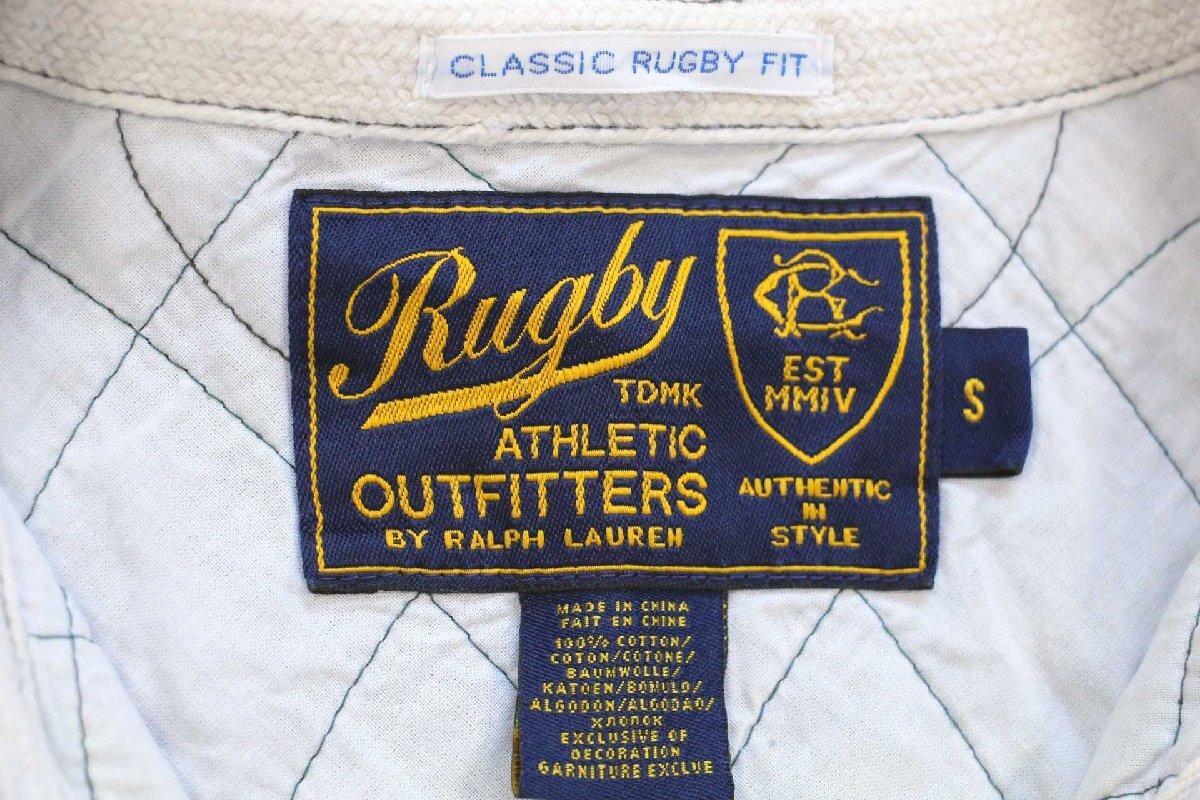 CLASSIC RUGBY FIT
Rugby
TDMK
ATHLETIC
OUTFITTERS
BY RALPH LAUREN
EST
MMIV
AUTHENTIC
IN
STYLE
S
MADE IN CHINA
FAIT EN CHINE
100% COTTON/
COTON/COTONE/
BAUMWOLLE/
KATOEN/BOMULD/
ALGODON/ALGODAO/
ХЛОПОК
EXCLUSIVE OF
DECORATION
GARNITURE EXCLUE